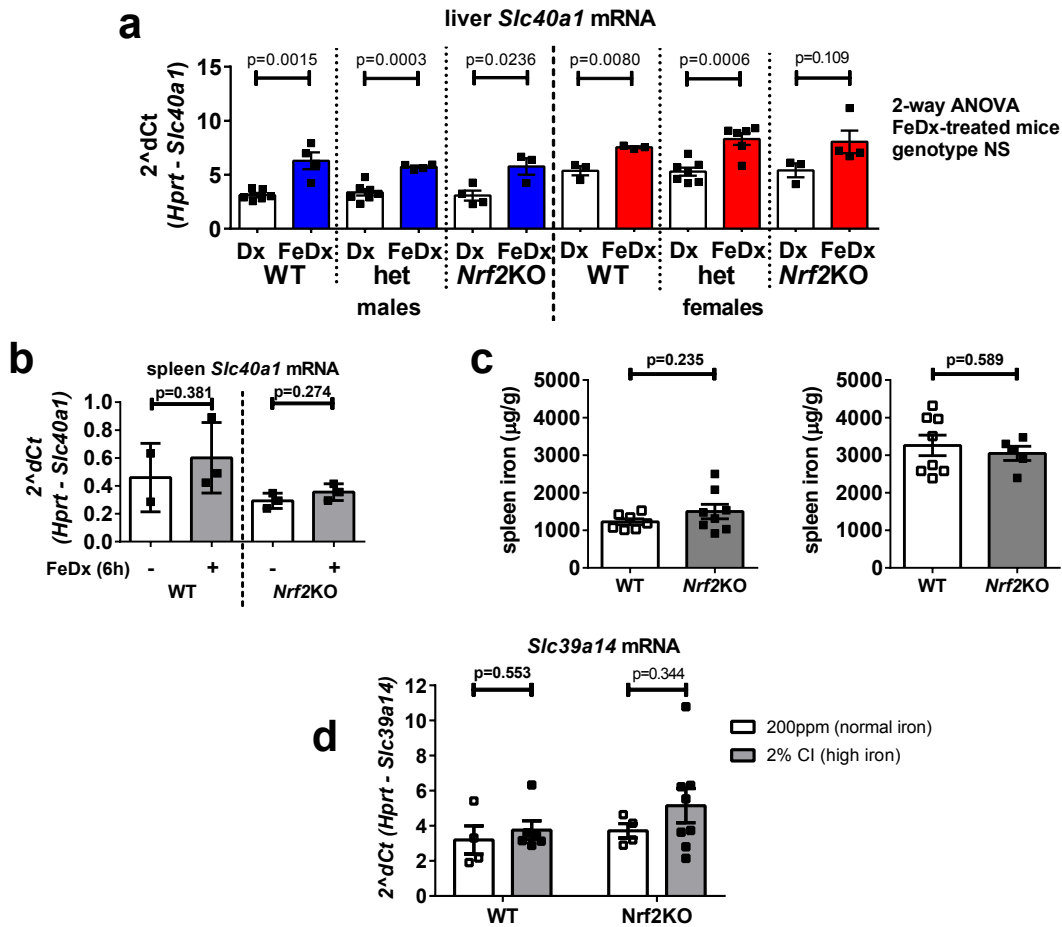 a
liver Slc40a1 mRNA
p=0.0015 p=0.0003 p=0.0236 p=0.0080 p=0.0006 p=0.109
2^dCt
(Hprt - Slc40a1)
15
10
5
0
2-way ANOVA
FeDx-treated mice
genotype NS
Dx FeDx Dx FeDx Dx FeDx Dx FeDx Dx FeDx Dx FeDx
WT het Nrf2KO WT het Nrf2KO
males females
b
spleen Slc40a1 mRNA
p=0.381 p=0.274
2^dCt
(Hprt - Slc40a1)
1.0
0.8
0.6
0.4
0.2
0.0
FeDx (6h) - + - +
WT Nrf2KO
c
p=0.235
spleen iron (µg/g)
5000
4000
3000
2000
1000
0
WT Nrf2KO
p=0.589
spleen iron (µg/g)
5000
4000
3000
2000
1000
0
WT Nrf2KO
d
Slc39a14 mRNA
p=0.553 p=0.344
2^dCt (Hprt - Slc39a14)
12
10
8
6
4
2
0
WT Nrf2KO
200ppm (normal iron)
2% CI (high iron)